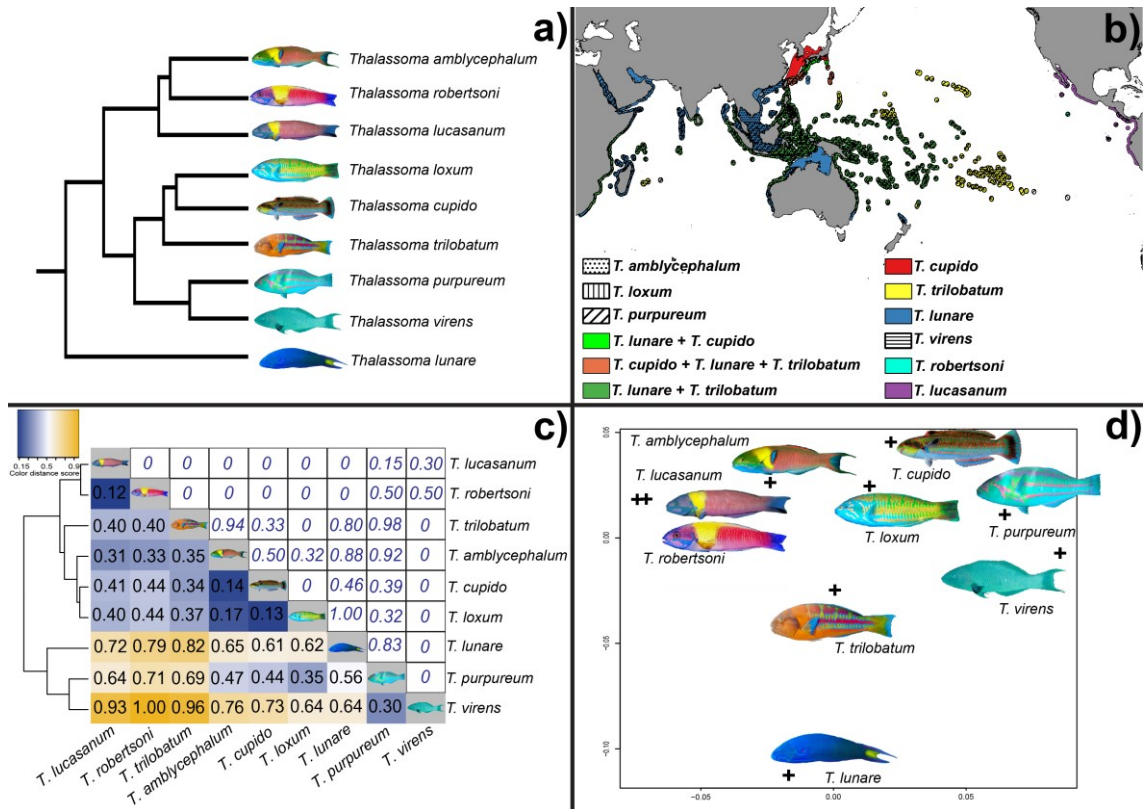 a)
Thalassoma amblycephalum
Thalassoma robertsoni
Thalassoma lucasanum
Thalassoma loxum
Thalassoma cupido
Thalassoma trilobatum
Thalassoma purpureum
Thalassoma virens
Thalassoma lunare
b)
T. amblycephalum
T. loxum
T. purpureum
T. lunare + T. cupido
T. cupido + T. lunare + T. trilobatum
T. lunare + T. trilobatum
T. cupido
T. trilobatum
T. lunare
T. virens
T. robertsoni
T. lucasanum
c)
Color distance score
0.15 0.5 0.9
0 0 0 0 0 0 0.15 0.30 T. lucasanum
0.12 0 0 0 0 0 0.50 0.50 T. robertsoni
0.40 0.40 0.94 0.33 0 0.80 0.98 0 T. trilobatum
0.31 0.33 0.35 0.50 0.32 0.88 0.92 0 T. amblycephalum
0.41 0.44 0.34 0.14 0 0.46 0.39 0 T. cupido
0.40 0.44 0.37 0.17 0.13 1.00 0.32 0 T. loxum
0.72 0.79 0.82 0.65 0.61 0.62 0.83 0 T. lunare
0.64 0.71 0.69 0.47 0.44 0.35 0.56 0 T. purpureum
0.93 1.00 0.96 0.76 0.73 0.64 0.64 0.30 T. virens
T. lucasanum
T. robertsoni
T. trilobatum
T. amblycephalum
T. cupido
T. loxum
T. lunare
T. purpureum
T. virens
d)
0.05
0.00
−0.05
−0.10
T. amblycephalum
T. lucasanum
T. robertsoni
T. cupido
T. loxum
T. purpureum
T. virens
T. trilobatum
T. lunare
−0.05 0.00 0.05